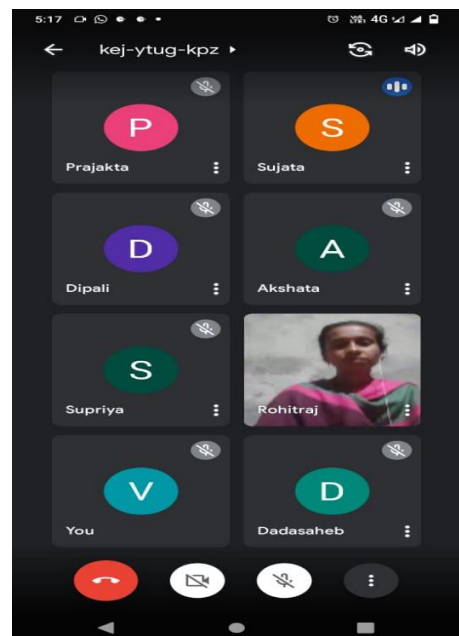 5:17 4G
kej-ytug-kpz
P S
Prajakta Sujata
D A
Dipali Akshata
S
Supriya Rohitraj
V D
You Dadasaheb